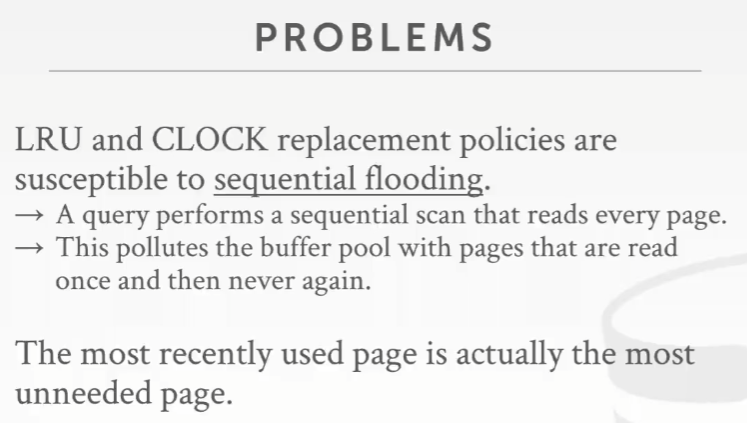 PROBLEMS
LRU and CLOCK replacement policies are
susceptible to sequential flooding.
→ A query performs a sequential scan that reads every page.
→ This pollutes the buffer pool with pages that are read
once and then never again.
The most recently used page is actually the most
unneeded page.